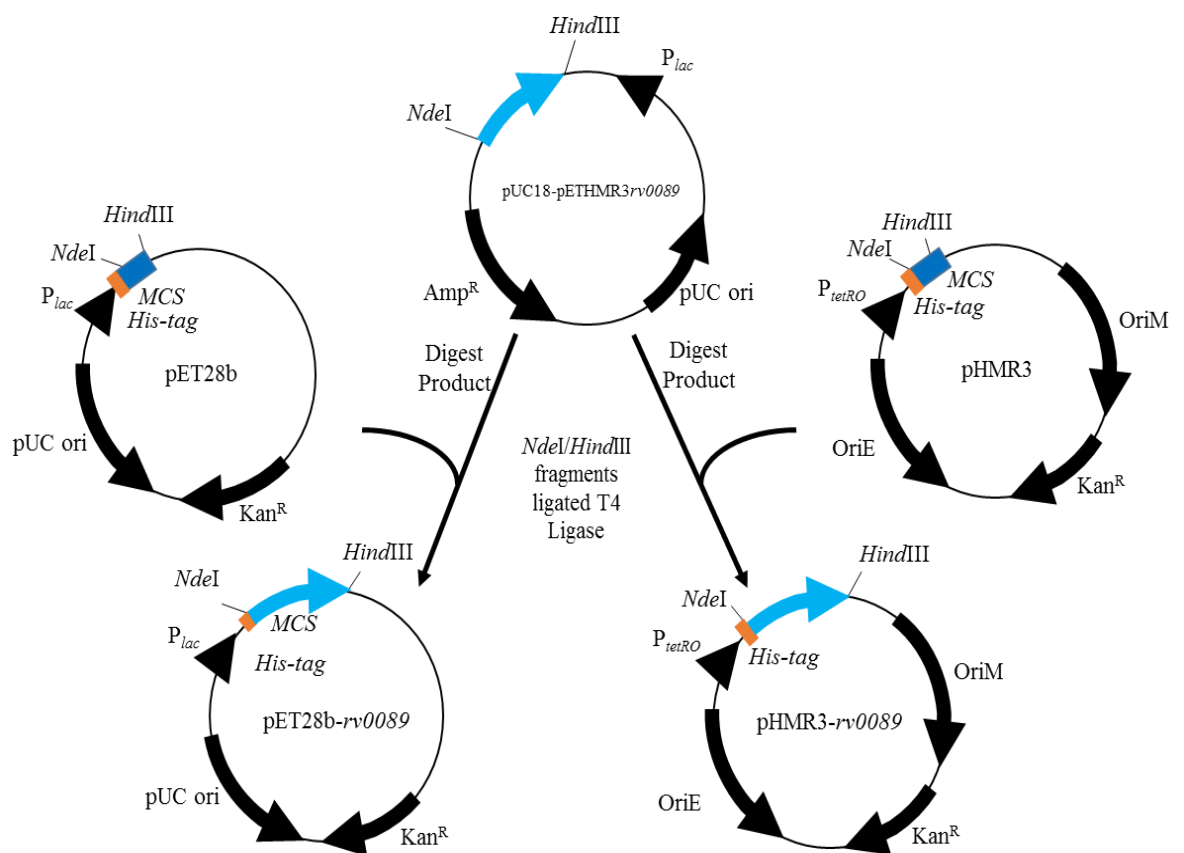 HindIII
Plac
NdeI
pUC18-pETHMR3rv0089
AmpR
pUC ori
HindIII
NdeI
Plac
MCS
His-tag
pET28b
pUC ori
KanR
HindIII
NdeI
PtetRO
MCS
His-tag
OriM
pHMR3
OriE
KanR
Digest
Product
Digest
Product
NdeI/HindIII
fragments
ligated T4
Ligase
HindIII
NdeI
Plac
MCS
His-tag
pET28b-rv0089
pUC ori
KanR
HindIII
NdeI
PtetRO
His-tag
OriM
pHMR3-rv0089
OriE
KanR